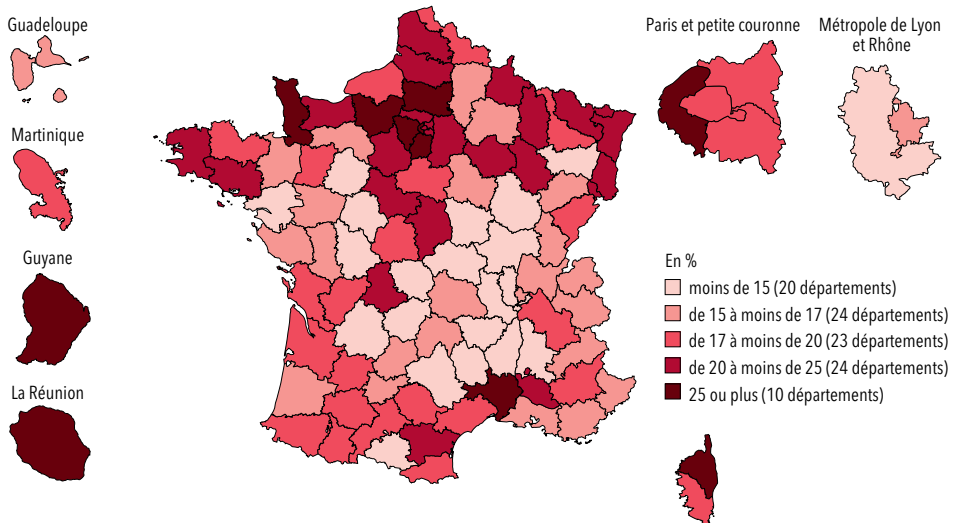 Guadeloupe
Martinique
Guyane
La Réunion
Paris et petite couronne
Métropole de Lyon
et Rhône
En %
moins de 15 (20 départements)
de 15 à moins de 17 (24 départements)
de 17 à moins de 20 (23 départements)
de 20 à moins de 25 (24 départements)
25 ou plus (10 départements)